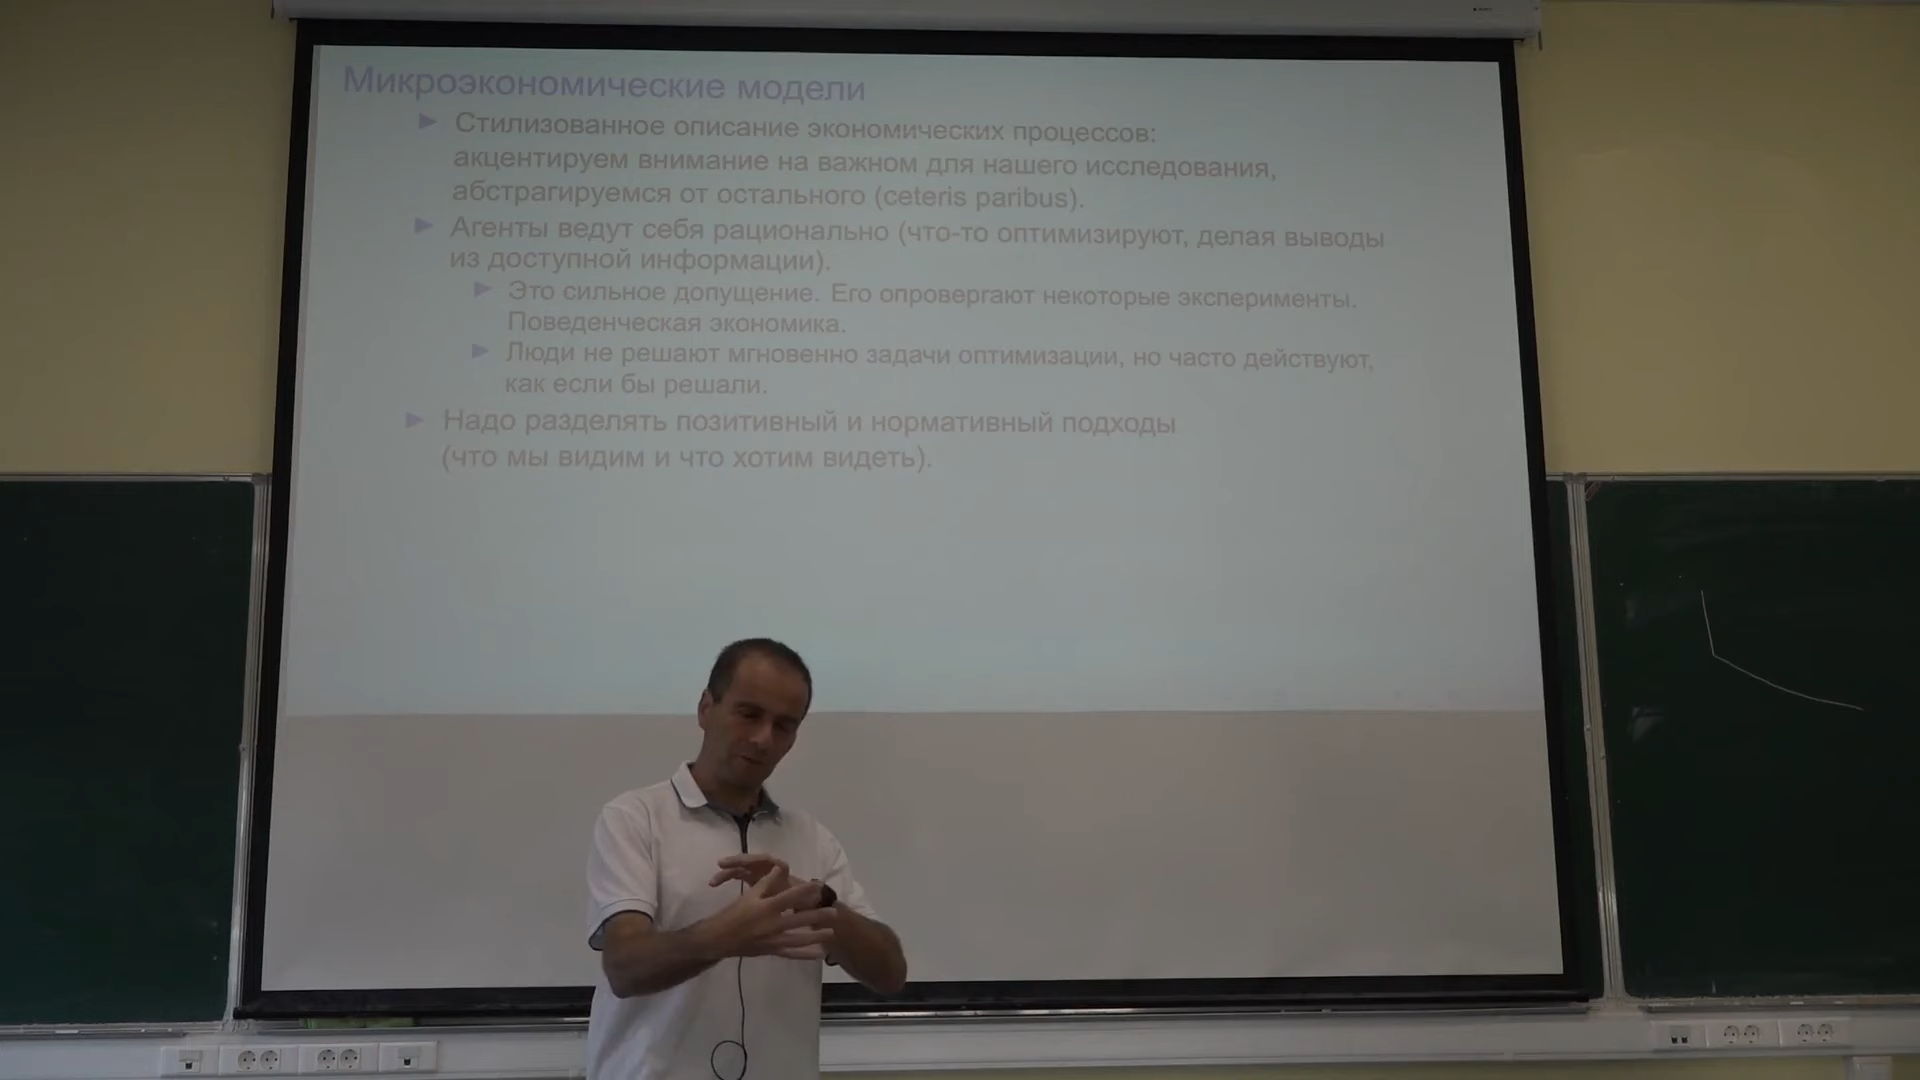 Микроэкономические модели
Стилизованное описание экономических процессов:
акцентируем внимание на важном для нашего исследования,
абстрагируемся от остального (ceteris paribus).
Агенты ведут себя рационально (что-то оптимизируют, делая выводы
из доступной информации).
Это сильное допущение. Его опровергают некоторые эксперименты.
Поведенческая экономика.
Люди не решают мгновенно задачи оптимизации, но часто действуют,
как если бы решали.
Надо разделять позитивный и нормативный подходы
(что мы видим и что хотим видеть).